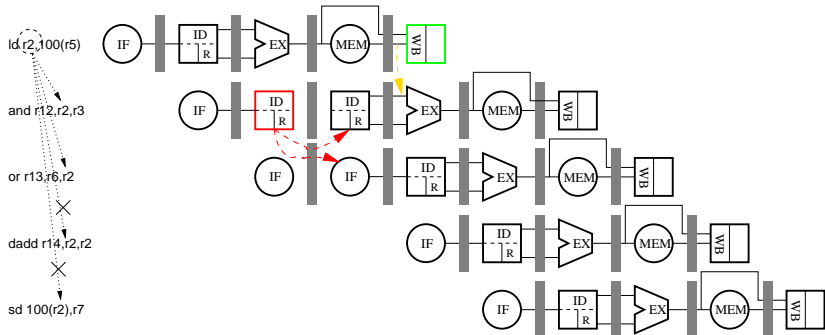 ld r2,100(r5) IF ID R EX MEM WB
and r12,r2,r3 IF ID R ID R EX MEM WB
or r13,r6,r2 IF IF ID R EX MEM WB
dadd r14,r2,r2 IF ID R EX MEM WB
sd 100(r2),r7 IF ID R EX MEM WB